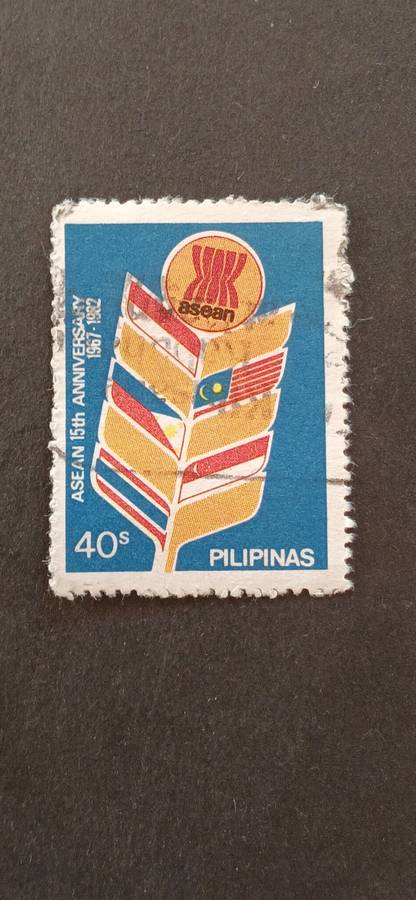 asean
ASEAN 15th ANNIVERSARY
1967-1982
40s
PILIPINAS